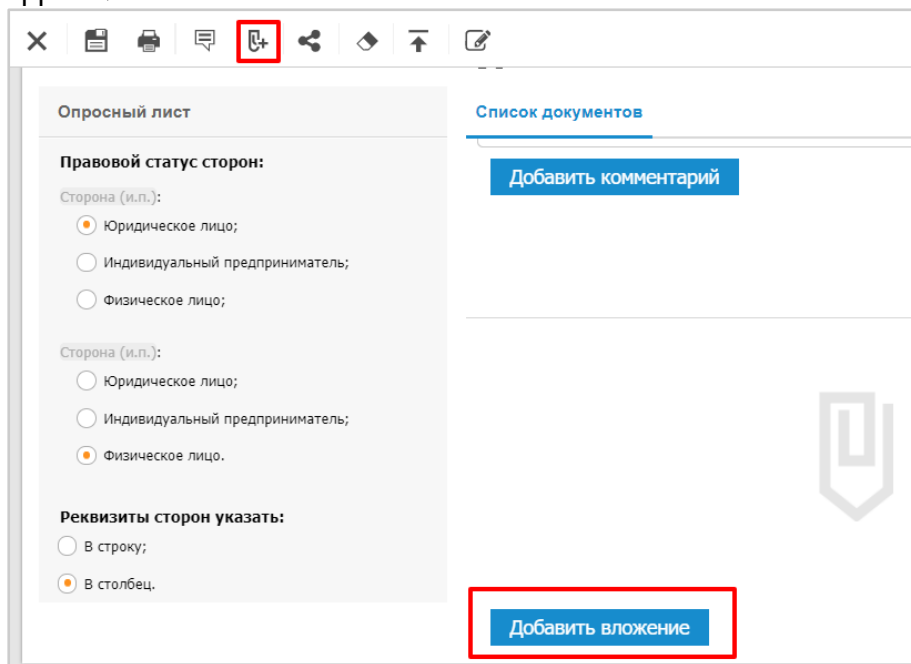 Опросный лист
Список документов
Правовой статус сторон:
Добавить комментарий
Сторона (и.п.):
Юридическое лицо;
Индивидуальный предприниматель;
Физическое лицо;
Сторона (и.п.):
Юридическое лицо;
Индивидуальный предприниматель;
Физическое лицо.
Реквизиты сторон указать:
В строку;
В столбец.
Добавить вложение